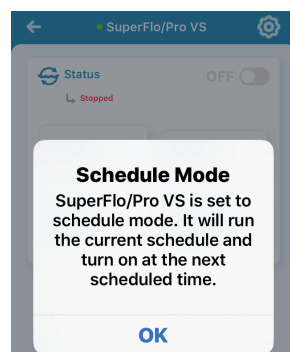 SuperFlo/Pro VS
Status
OFF
Stopped
Schedule Mode
SuperFlo/Pro VS is set to
schedule mode. It will run
the current schedule and
turn on at the next
scheduled time.
OK